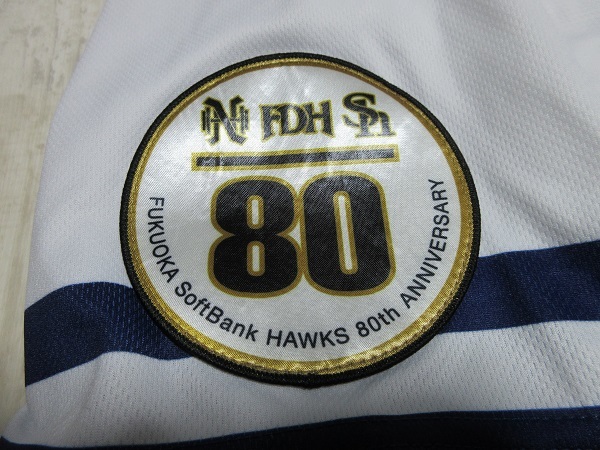 NH FDH Sh
80
FUKUOKA SoftBank HAWKS 80th ANNIVERSARY